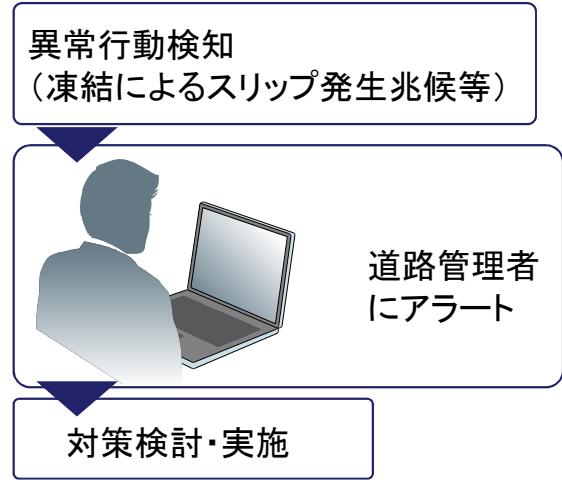 異常行動検知
（凍結によるスリップ発生兆候等）
道路管理者
にアラート
対策検討・実施